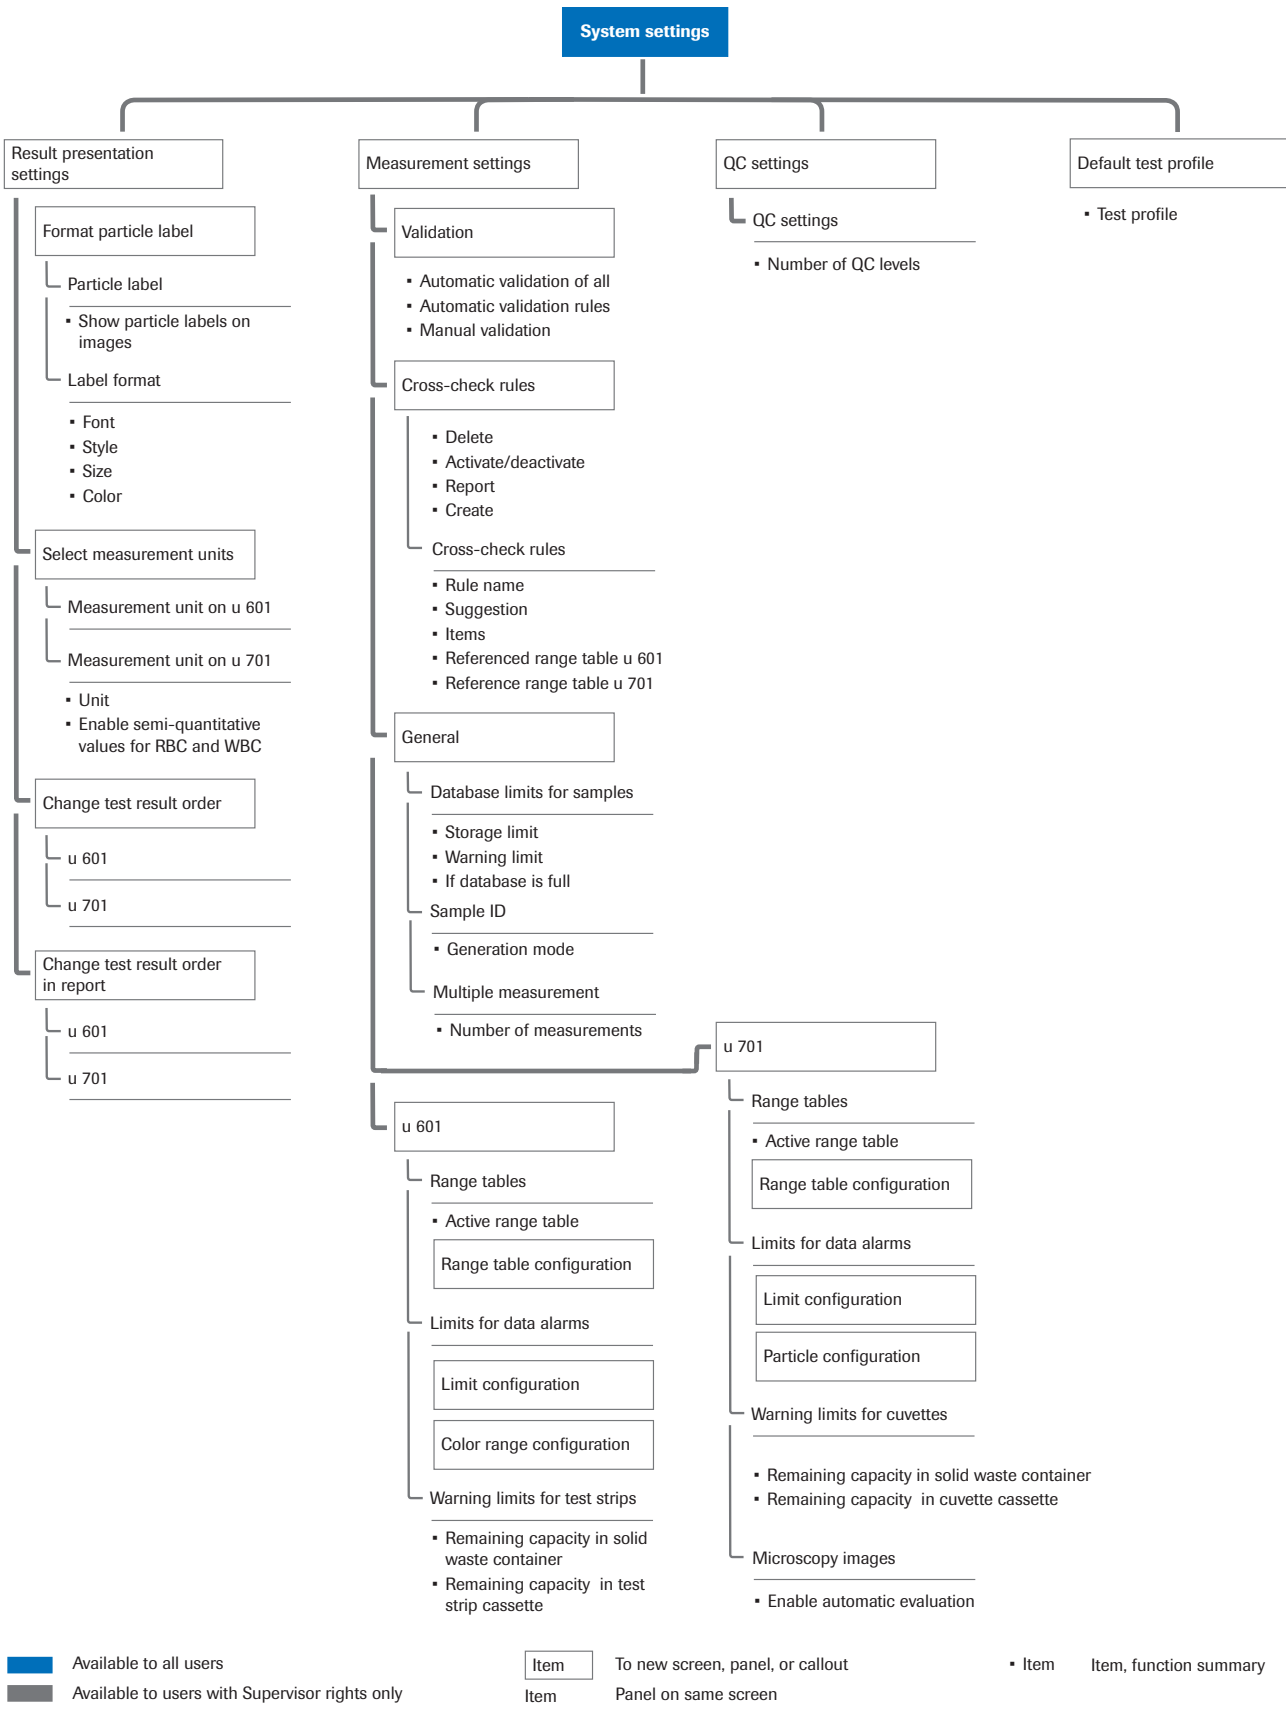 System settings
Result presentation
settings
Format particle label
Particle label
▪ Show particle labels on
images
Label format
▪ Font
▪ Style
▪ Size
▪ Color
Select measurement units
Measurement unit on u 601
Measurement unit on u 701
▪ Unit
▪ Enable semi-quantitative
values for RBC and WBC
Change test result order
u 601
u 701
Change test result order
in report
u 601
u 701
Measurement settings
Validation
▪ Automatic validation of all
▪ Automatic validation rules
▪ Manual validation
Cross-check rules
▪ Delete
▪ Activate/deactivate
▪ Report
▪ Create
Cross-check rules
▪ Rule name
▪ Suggestion
▪ Items
▪ Referenced range table u 601
▪ Reference range table u 701
General
Database limits for samples
▪ Storage limit
▪ Warning limit
▪ If database is full
Sample ID
▪ Generation mode
Multiple measurement
▪ Number of measurements
u 601
Range tables
▪ Active range table
Range table configuration
Limits for data alarms
Limit configuration
Color range configuration
Warning limits for test strips
▪ Remaining capacity in solid
waste container
▪ Remaining capacity in test
strip cassette
u 701
Range tables
▪ Active range table
Range table configuration
Limits for data alarms
Limit configuration
Particle configuration
Warning limits for cuvettes
▪ Remaining capacity in solid waste container
▪ Remaining capacity in cuvette cassette
Microscopy images
▪ Enable automatic evaluation
QC settings
QC settings
▪ Number of QC levels
Default test profile
▪ Test profile
Available to all users
Available to users with Supervisor rights only
Item To new screen, panel, or callout
Item Panel on same screen
▪ Item Item, function summary